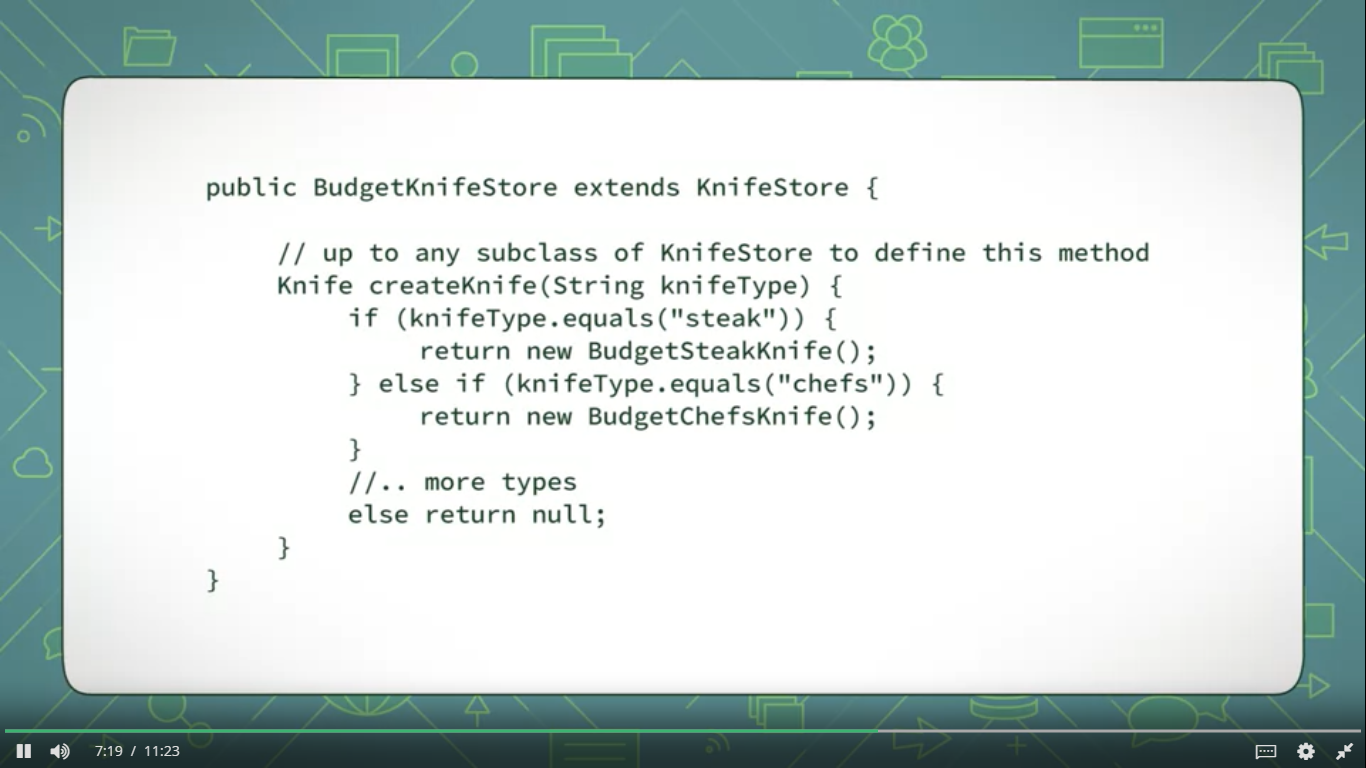 public BudgetKnifeStore extends KnifeStore {
// up to any subclass of KnifeStore to define this method
Knife createKnife(String knifeType) {
if (knifeType.equals("steak")) {
return new BudgetSteakKnife();
} else if (knifeType.equals("chefs")) {
return new BudgetChefsKnife();
}
//.. more types
else return null;
}
}
7:19 / 11:23